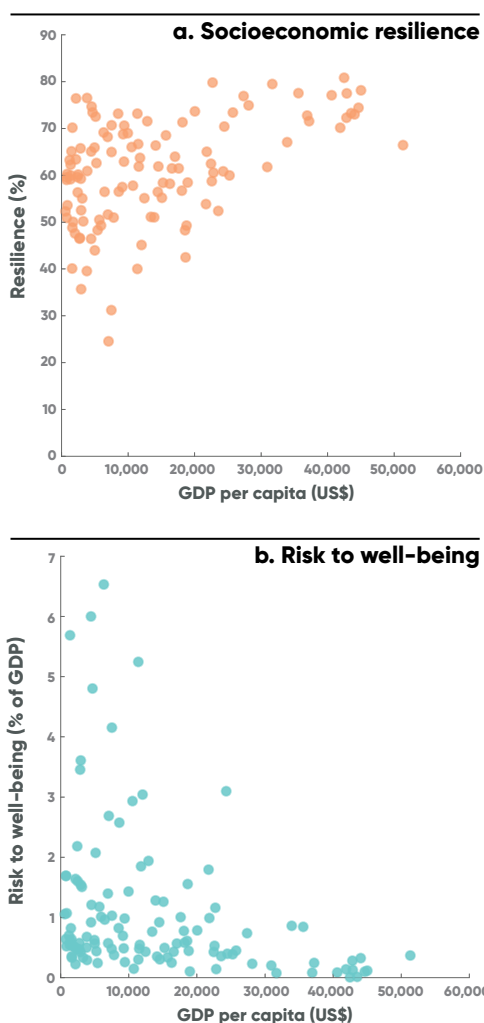 a. Socioeconomic resilience
90
80
70
60
50
40
30
20
10
0
Resilience (%)
0 10,000 20,000 30,000 40,000 50,000 60,000
GDP per capita (US$)
b. Risk to well-being
7
6
5
4
3
2
1
0
Risk to well-being (% of GDP)
0 10,000 20,000 30,000 40,000 50,000 60,000
GDP per capita (US$)